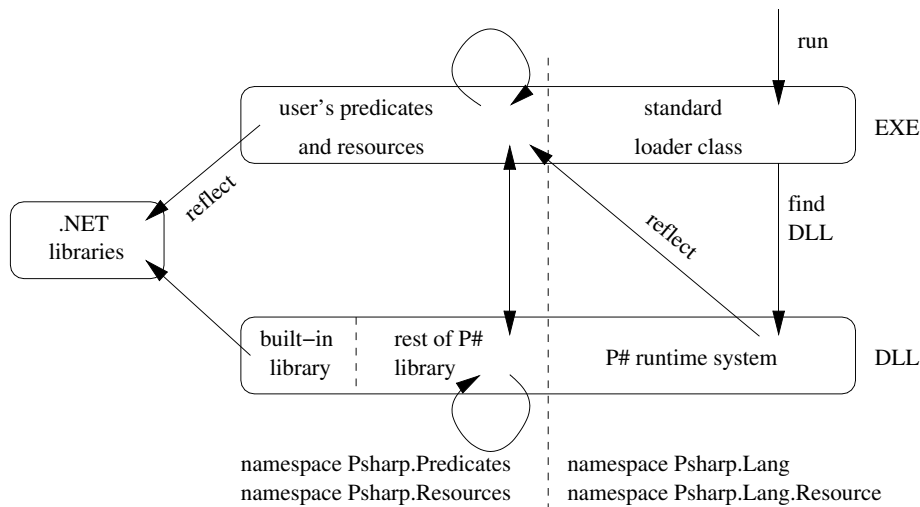 run
user's predicates
and resources
standard
loader class
EXE
reflect
.NET
libraries
reflect
find
DLL
built−in
library
rest of P#
library
P# runtime system
DLL
namespace Psharp.Predicates
namespace Psharp.Resources
namespace Psharp.Lang
namespace Psharp.Lang.Resource